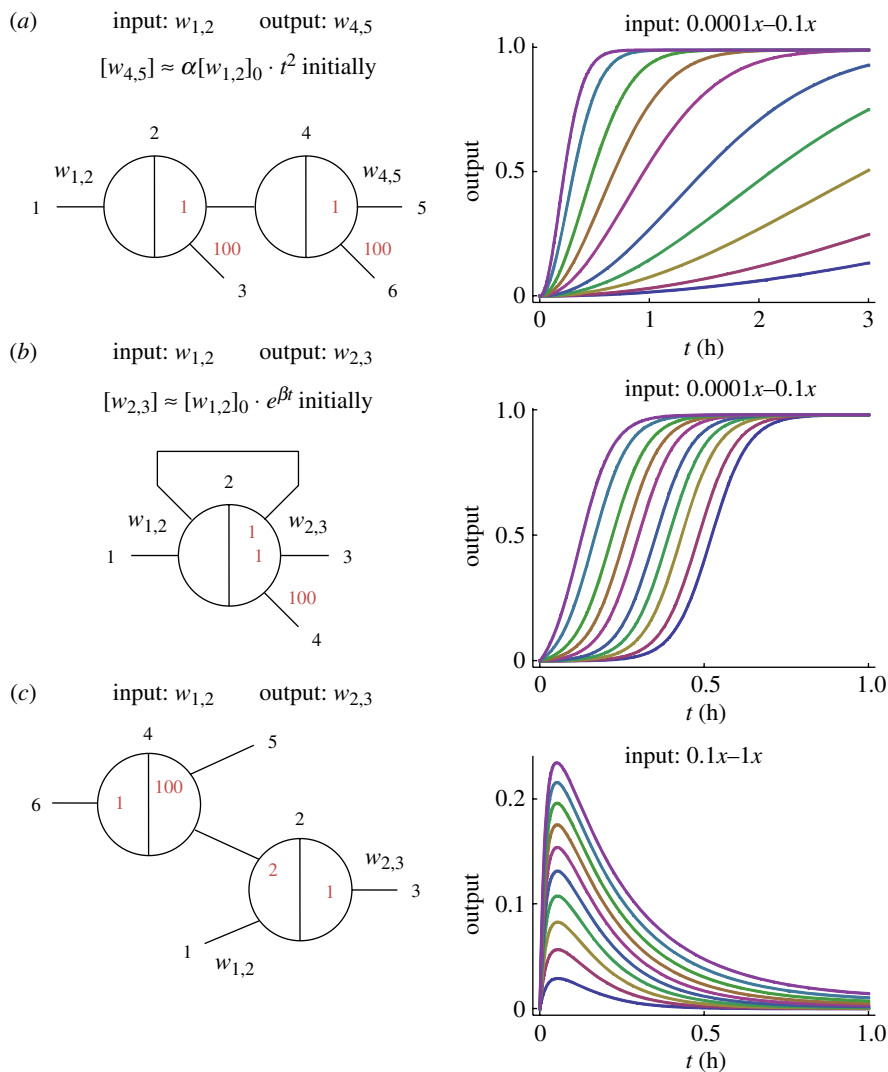 (a) input: w1,2 output: w4,5
[w4,5] ≈ α[w1,2]0 · t² initially
2 4
w1,2 w4,5
1 1 1 5
100 100
3 6
input: 0.0001x–0.1x
1.0
output
0.5
0
0 1 2 3
t (h)
(b) input: w1,2 output: w2,3
[w2,3] ≈ [w1,2]0 · e^βt initially
2
w1,2 w2,3
1
1 1 3
100
4
input: 0.0001x–0.1x
1.0
output
0.5
0
0 0.5 1.0
t (h)
(c) input: w1,2 output: w2,3
4 5
100
6 1
2
w2,3
2
1 3
1 w1,2
input: 0.1x–1x
0.2
output
0.1
0
0 0.5 1.0
t (h)